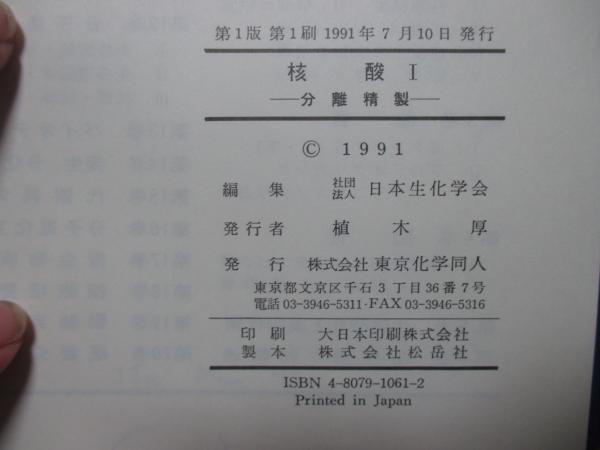 第1版 第1刷 1991年 7月10日 発行
核 酸 I
──分 離 精 製──
© 1991
編 集 社団法人 日本生化学会
発行者 植 木 厚
発 行 株式会社 東京化学同人
東京都文京区千石 3 丁目36番 7号
電話 03-3946-5311・FAX 03-3946-5316
印 刷 大日本印刷株式会社
製 本 株式会社松岳社
ISBN 4-8079-1061-2
Printed in Japan